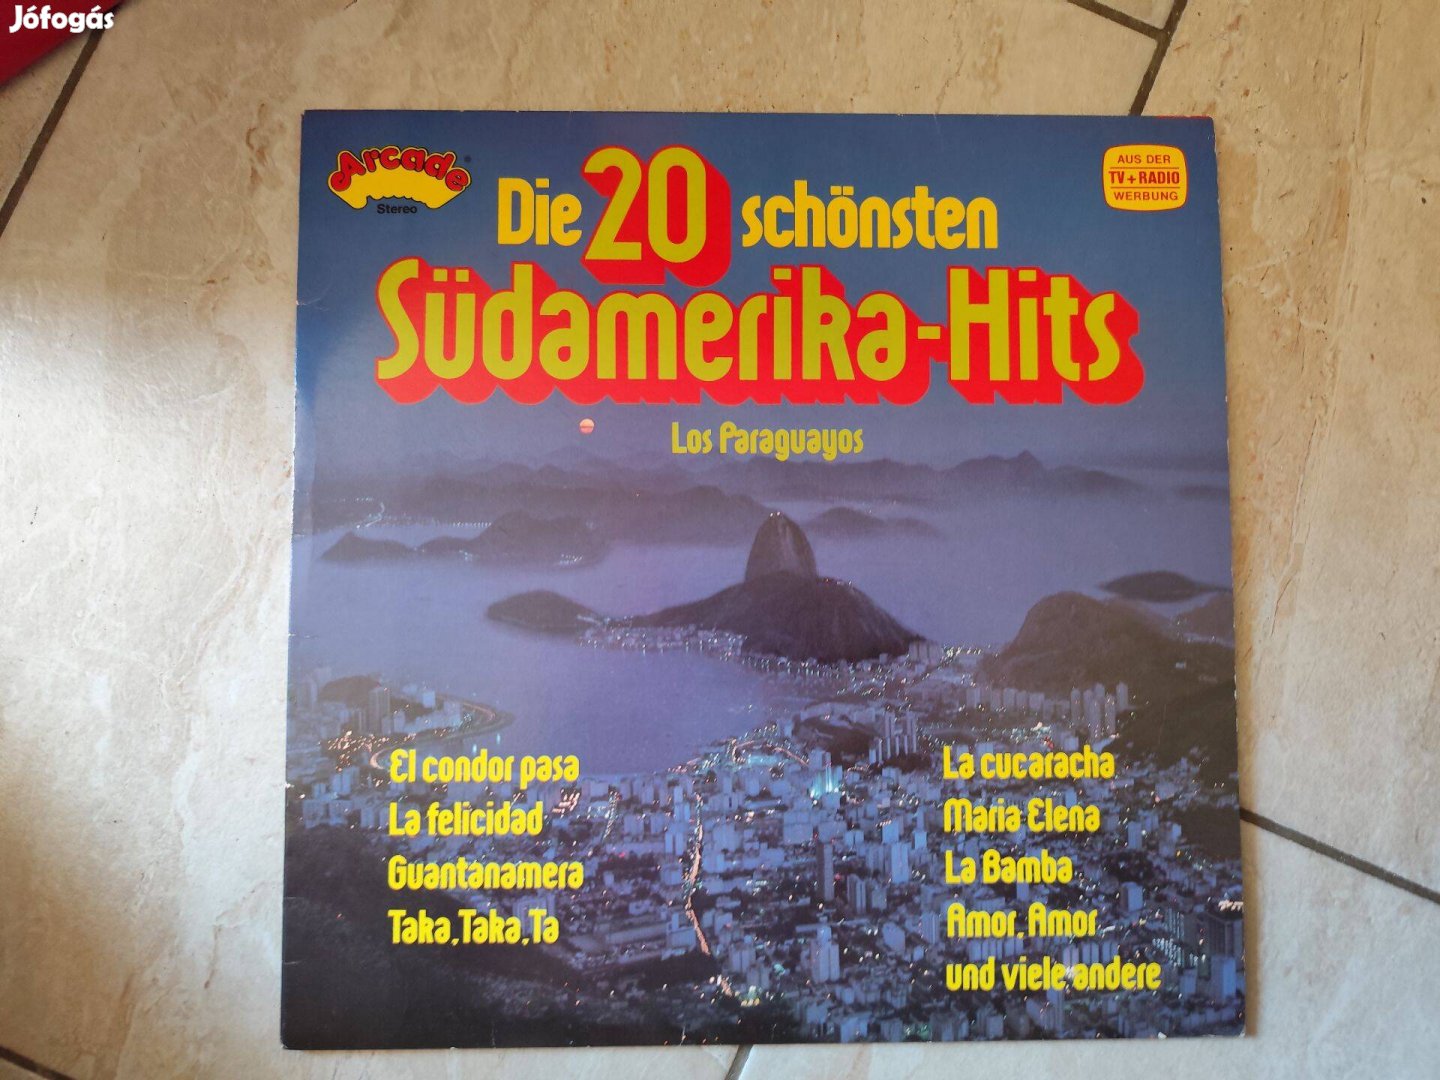 Jófogás
Arcade
Stereo
AUS DER
TV + RADIO
WERBUNG
Die 20 schönsten
Südamerika-Hits
Los Paraguayos
El condor pasa
La felicidad
Guantanamera
Taka, Taka, Ta
La cucaracha
Maria Elena
La Bamba
Amor, Amor
und viele andere